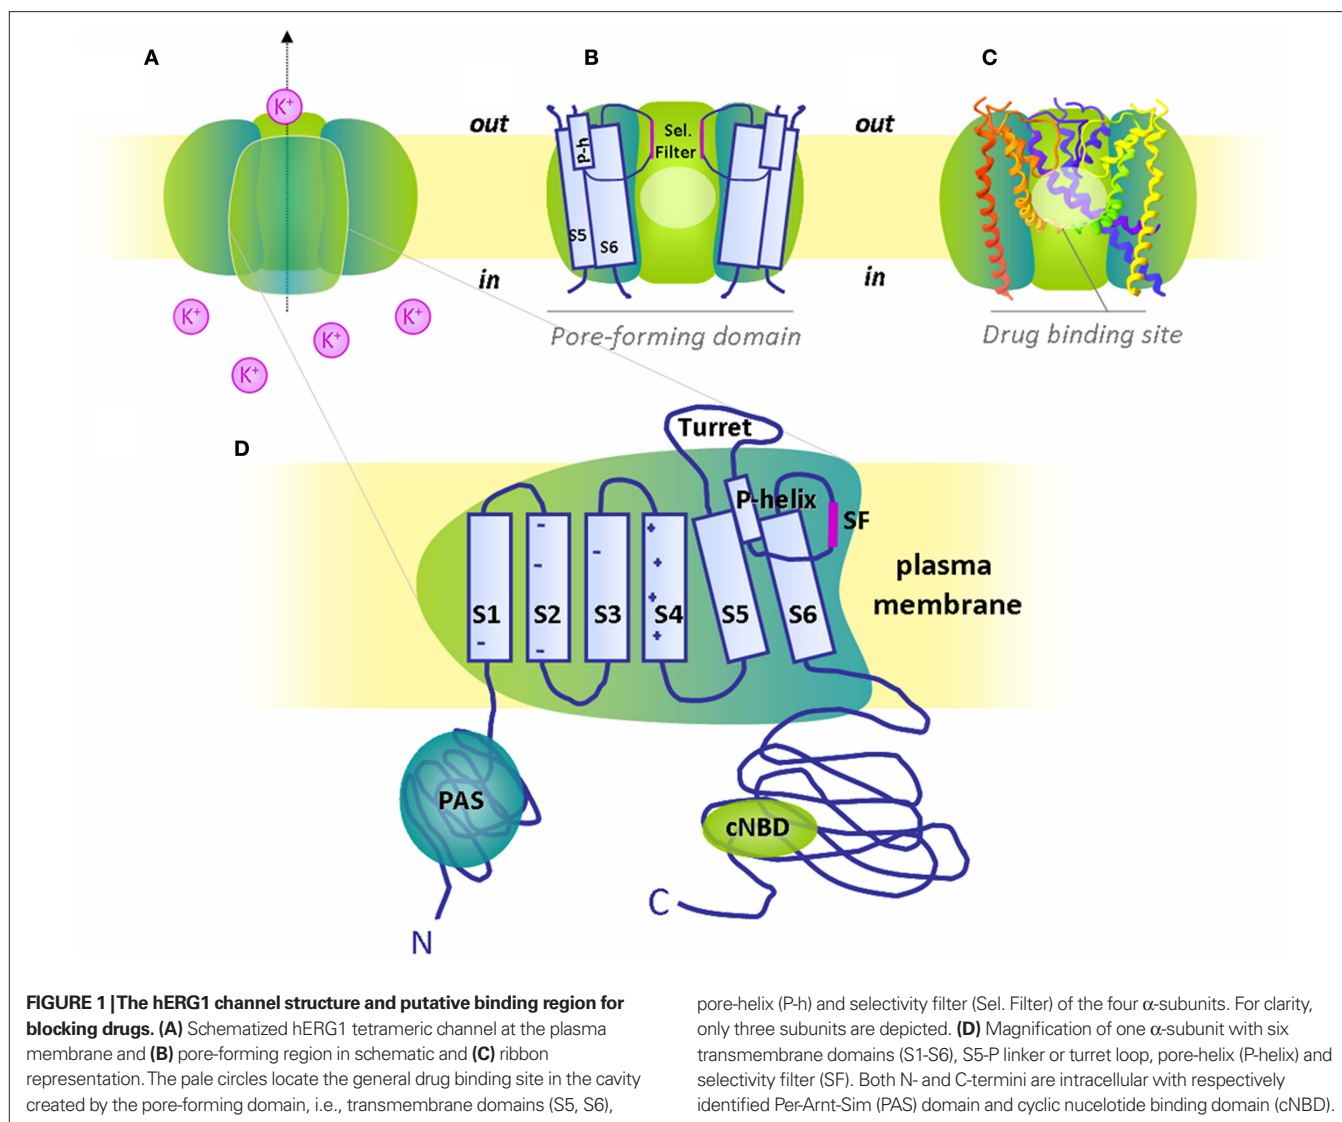 A
B
C
K⁺
out
out
P-h
Sel.
Filter
S5
S6
in
in
K⁺
K⁺
K⁺
K⁺
Pore-forming domain
Drug binding site
D
Turret
P-helix
SF
plasma
membrane
S1
S2
S3
S4
S5
S6
-
-
-
-
-
+
+
+
+
PAS
cNBD
C
N
FIGURE 1 | The hERG1 channel structure and putative binding region for
blocking drugs. (A) Schematized hERG1 tetrameric channel at the plasma
membrane and (B) pore-forming region in schematic and (C) ribbon
representation. The pale circles locate the general drug binding site in the cavity
created by the pore-forming domain, i.e., transmembrane domains (S5, S6),
pore-helix (P-h) and selectivity filter (Sel. Filter) of the four α-subunits. For clarity,
only three subunits are depicted. (D) Magnification of one α-subunit with six
transmembrane domains (S1-S6), S5-P linker or turret loop, pore-helix (P-helix) and
selectivity filter (SF). Both N- and C-termini are intracellular with respectively
identified Per-Arnt-Sim (PAS) domain and cyclic nucelotide binding domain (cNBD).